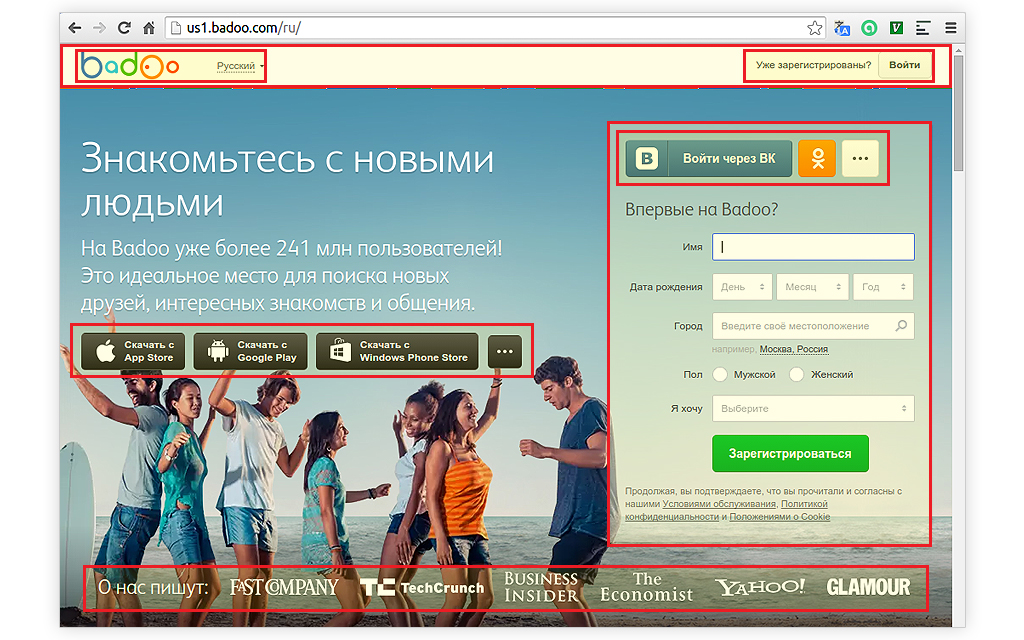 us1.badoo.com/ru/
badoo
Русский
Уже зарегистрированы?
Войти
Знакомьтесь с новыми
людьми
На Badoo уже более 241 млн пользователей!
Это идеальное место для поиска новых
друзей, интересных знакомств и общения.
Скачать с
App Store
Скачать с
Google Play
Скачать с
Windows Phone Store
В
Войти через ВК
Впервые на Badoo?
Имя
Дата рождения
День
Месяц
Год
Город
Введите своё местоположение
например, Москва, Россия
Пол
Мужской
Женский
Я хочу
Выберите
Зарегистрироваться
Продолжая, вы подтверждаете, что вы прочитали и согласны с
нашими Условиями обслуживания, Политикой
конфиденциальности и Положениями о Cookie
О нас пишут:
FAST COMPANY
TC TechCrunch
BUSINESS
INSIDER
The
Economist
YAHOO!
GLAMOUR